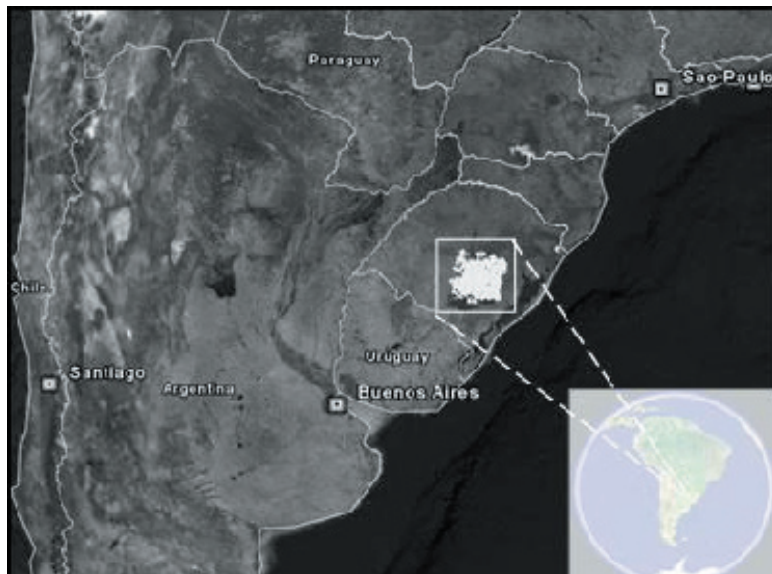 Paraguay
Sao Paulo
Chile
Santiago
Argentina
Uruguay
Buenos Aires